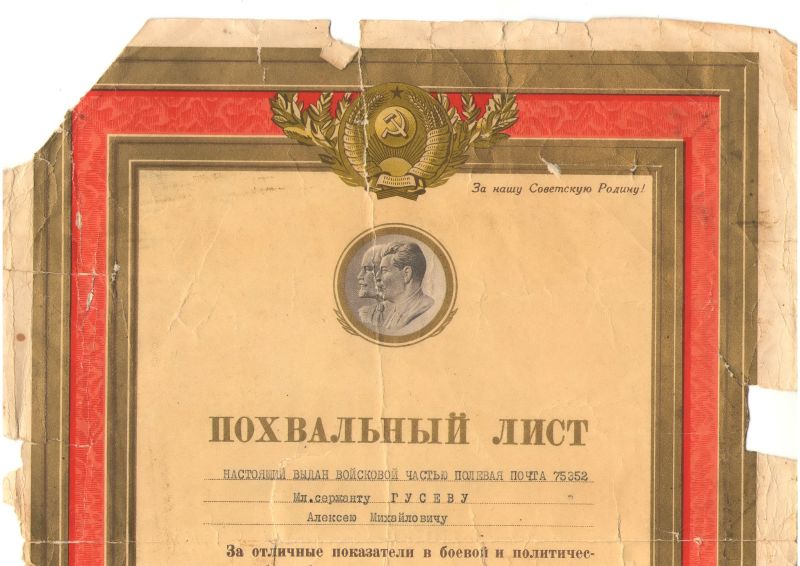 За нашу Советскую Родину!
ПОХВАЛЬНЫЙ ЛИСТ
НАСТОЯЩИЙ ВЫДАН ВОЙСКОВОЙ ЧАСТЬЮ ПОЛЕВАЯ ПОЧТА 75352
Мл.сержанту ГУСЕВУ
Алексею Михайловичу
За отличные показатели в боевой и политичес-